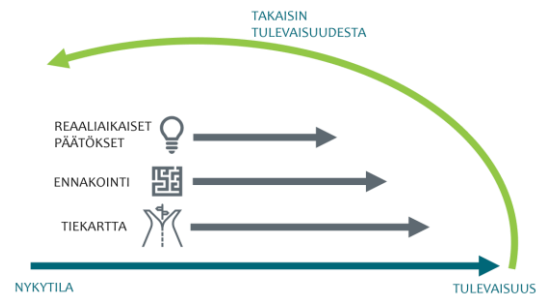 TAKAISIN
TULEVAISUUDESTA
REAALIAIKAISET
PÄÄTÖKSET
ENNAKOINTI
TIEKARTTA
NYKYTILA
TULEVAISUUS